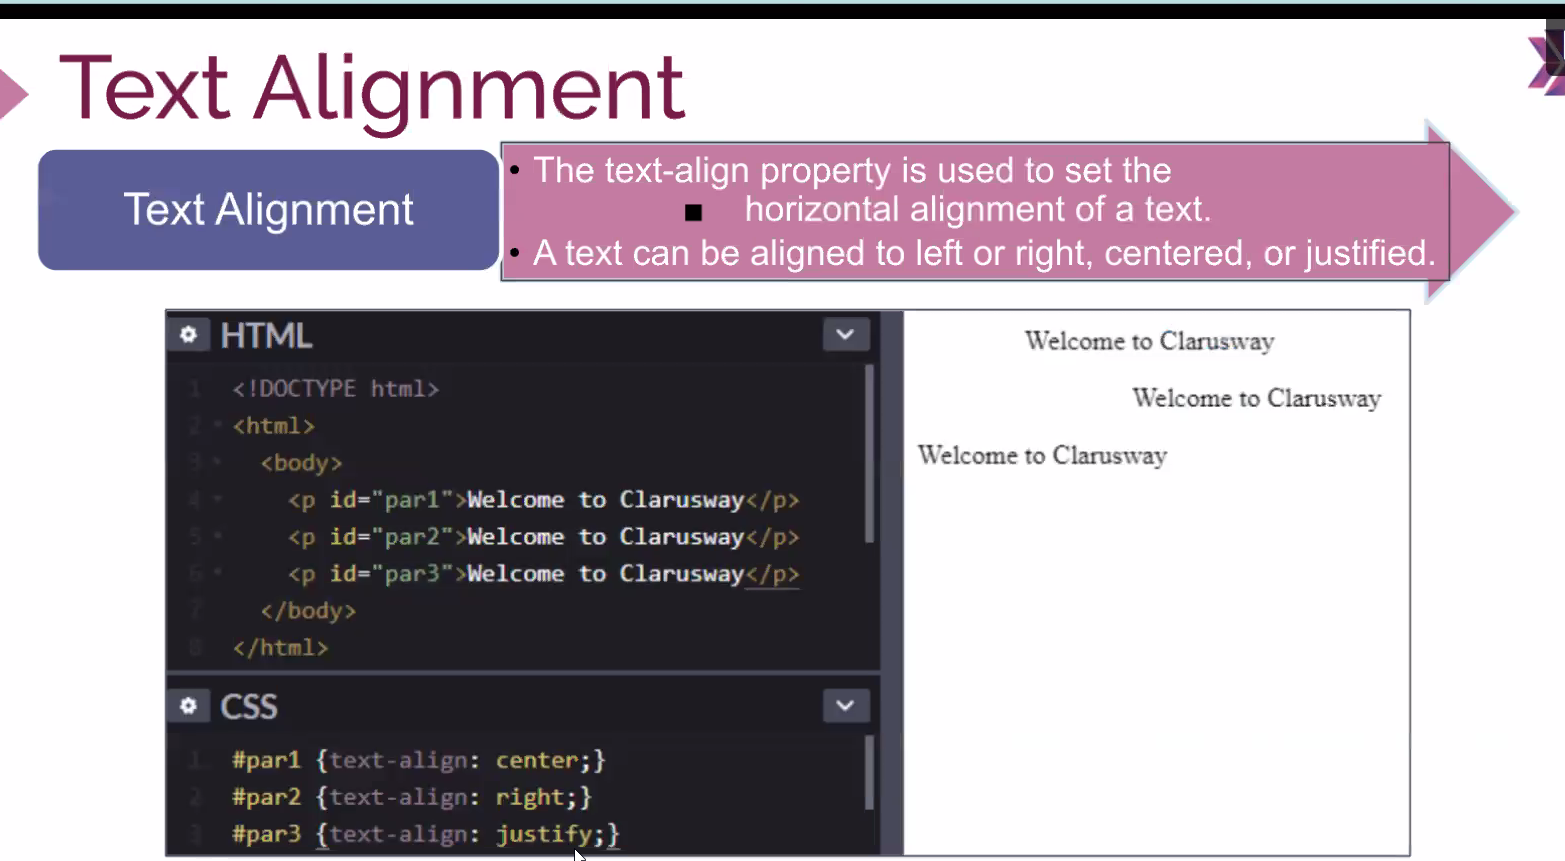 Text Alignment
Text Alignment
• The text-align property is used to set the
■ horizontal alignment of a text.
• A text can be aligned to left or right, centered, or justified.
HTML
1 <!DOCTYPE html>
2 <html>
3 <body>
4 <p id="par1">Welcome to Clarusway</p>
5 <p id="par2">Welcome to Clarusway</p>
6 <p id="par3">Welcome to Clarusway</p>
7 </body>
8 </html>
CSS
1 #par1 {text-align: center;}
2 #par2 {text-align: right;}
3 #par3 {text-align: justify;}
Welcome to Clarusway
Welcome to Clarusway
Welcome to Clarusway